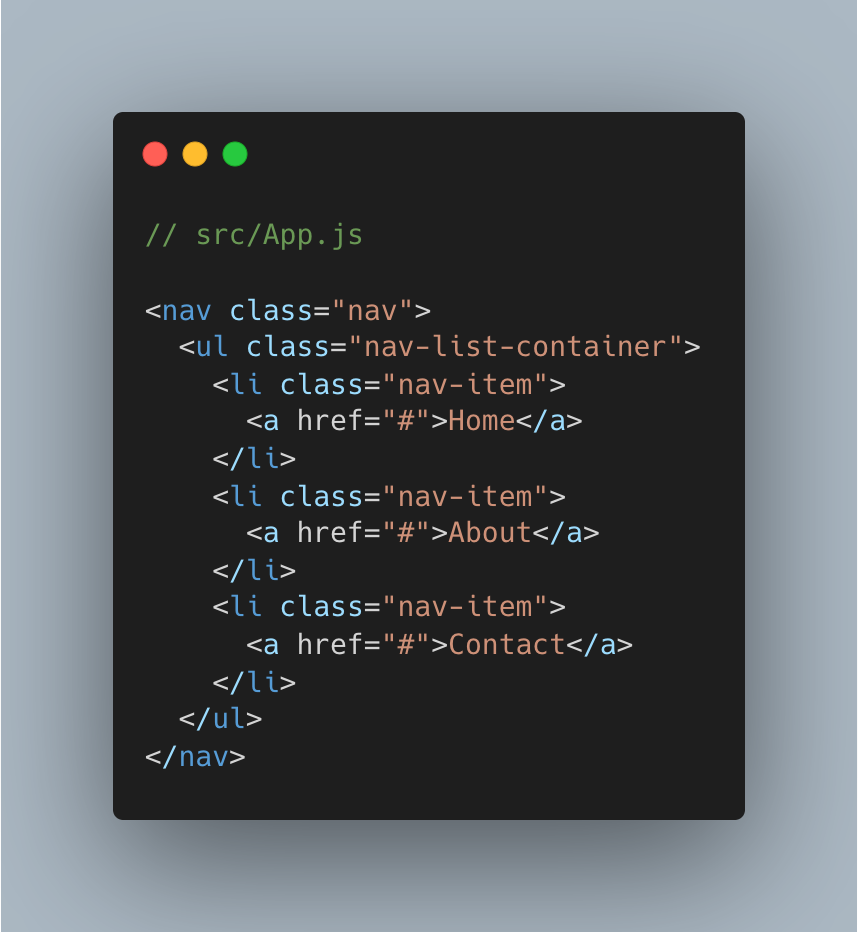 // src/App.js
<nav class="nav">
<ul class="nav-list-container">
<li class="nav-item">
<a href="#">Home</a>
</li>
<li class="nav-item">
<a href="#">About</a>
</li>
<li class="nav-item">
<a href="#">Contact</a>
</li>
</ul>
</nav>